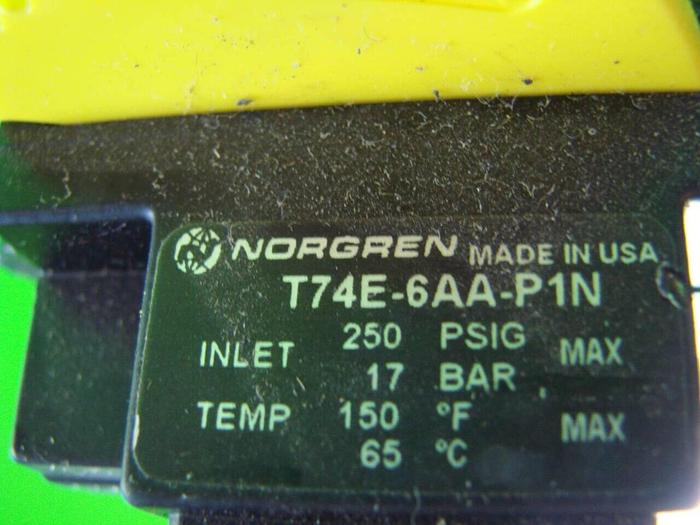 NORGREN MADE IN USA
T74E-6AA-P1N
INLET 250 PSIG MAX
17 BAR
TEMP 150 °F MAX
65 °C